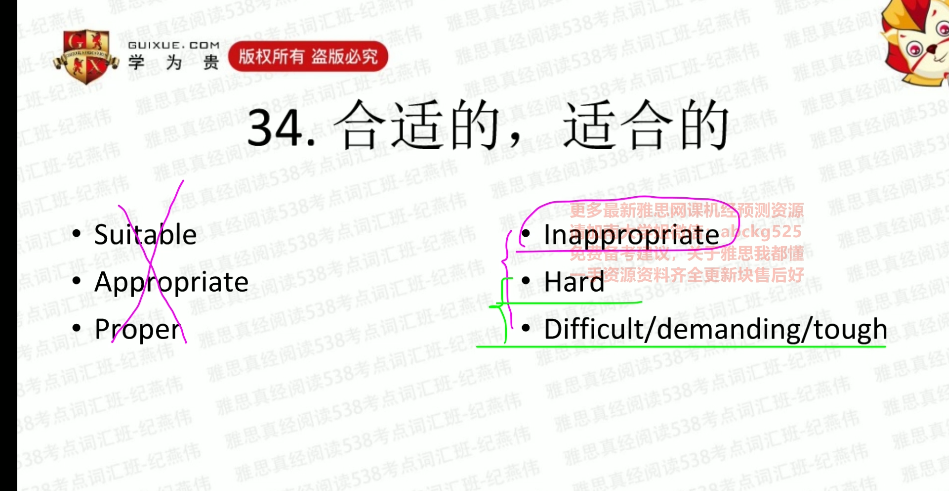 GUIXUE.COM
学为贵
版权所有 盗版必究
34. 合适的，适合的
• Suitable
• Appropriate
• Proper
更多最新雅思网课机经预测资源
abckg525
• Inappropriate
免费备考建议，关于雅思我都懂
• Hard
一手资源资料齐全更新块售后好
• Difficult/demanding/tough
雅思真经阅读538考点词汇班-纪燕伟